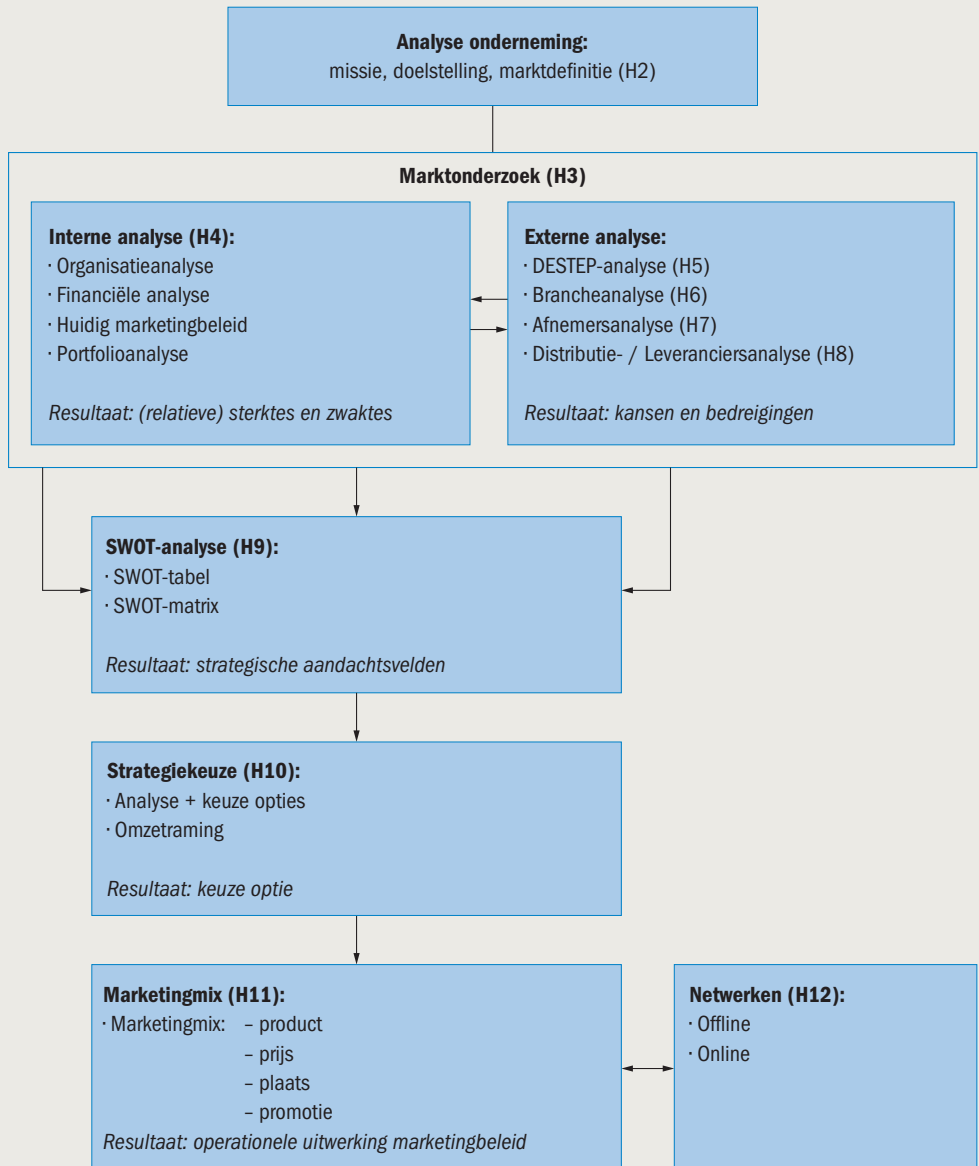 Analyse onderneming:
missie, doelstelling, marktdefinitie (H2)
Marktonderzoek (H3)
Interne analyse (H4):
· Organisatieanalyse
· Financiële analyse
· Huidig marketingbeleid
· Portfolioanalyse
Resultaat: (relatieve) sterktes en zwaktes
Externe analyse:
· DESTEP-analyse (H5)
· Brancheanalyse (H6)
· Afnemersanalyse (H7)
· Distributie- / Leveranciersanalyse (H8)
Resultaat: kansen en bedreigingen
SWOT-analyse (H9):
· SWOT-tabel
· SWOT-matrix
Resultaat: strategische aandachtsvelden
Strategiekeuze (H10):
· Analyse + keuze opties
· Omzetraming
Resultaat: keuze optie
Marketingmix (H11):
· Marketingmix: – product
– prijs
– plaats
– promotie
Resultaat: operationele uitwerking marketingbeleid
Netwerken (H12):
· Offline
· Online